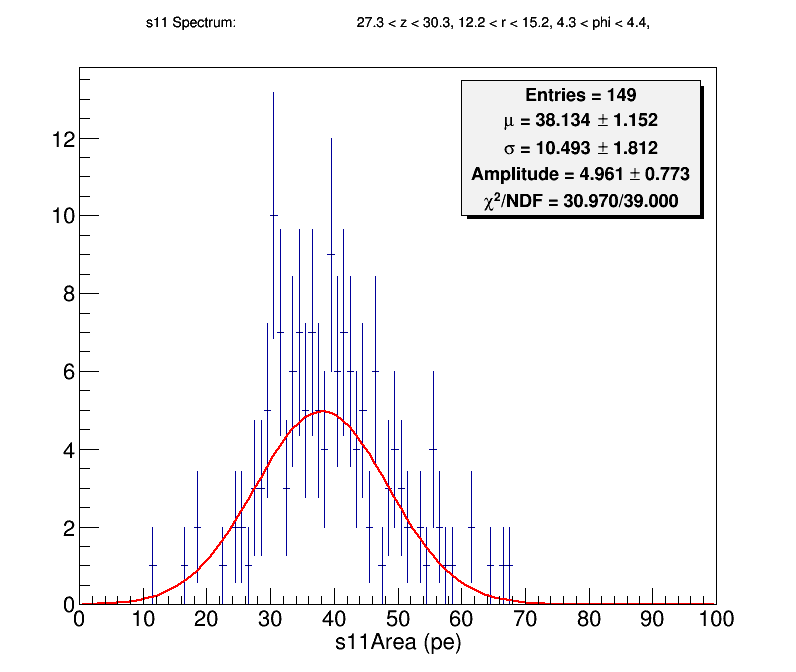 s11 Spectrum: 27.3 < z < 30.3, 12.2 < r < 15.2, 4.3 < phi < 4.4,
Entries = 149
μ = 38.134 ± 1.152
σ = 10.493 ± 1.812
Amplitude = 4.961 ± 0.773
χ²/NDF = 30.970/39.000
12
10
8
6
4
2
0
0 10 20 30 40 50 60 70 80 90 100
s11Area (pe)